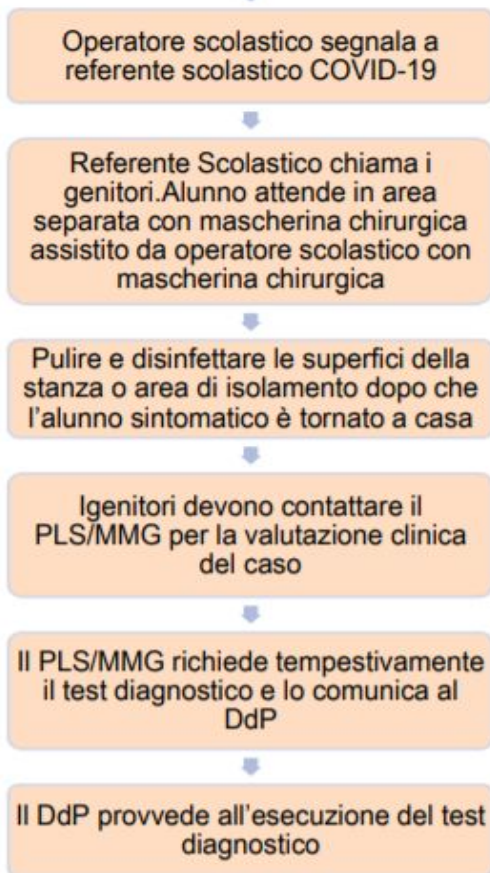 Operatore scolastico segnala a
referente scolastico COVID-19
Referente Scolastico chiama i
genitori.Alunno attende in area
separata con mascherina chirurgica
assistito da operatore scolastico con
mascherina chirurgica
Pulire e disinfettare le superfici della
stanza o area di isolamento dopo che
l’alunno sintomatico è tornato a casa
Igenitori devono contattare il
PLS/MMG per la valutazione clinica
del caso
Il PLS/MMG richiede tempestivamente
il test diagnostico e lo comunica al
DdP
Il DdP provvede all’esecuzione del test
diagnostico